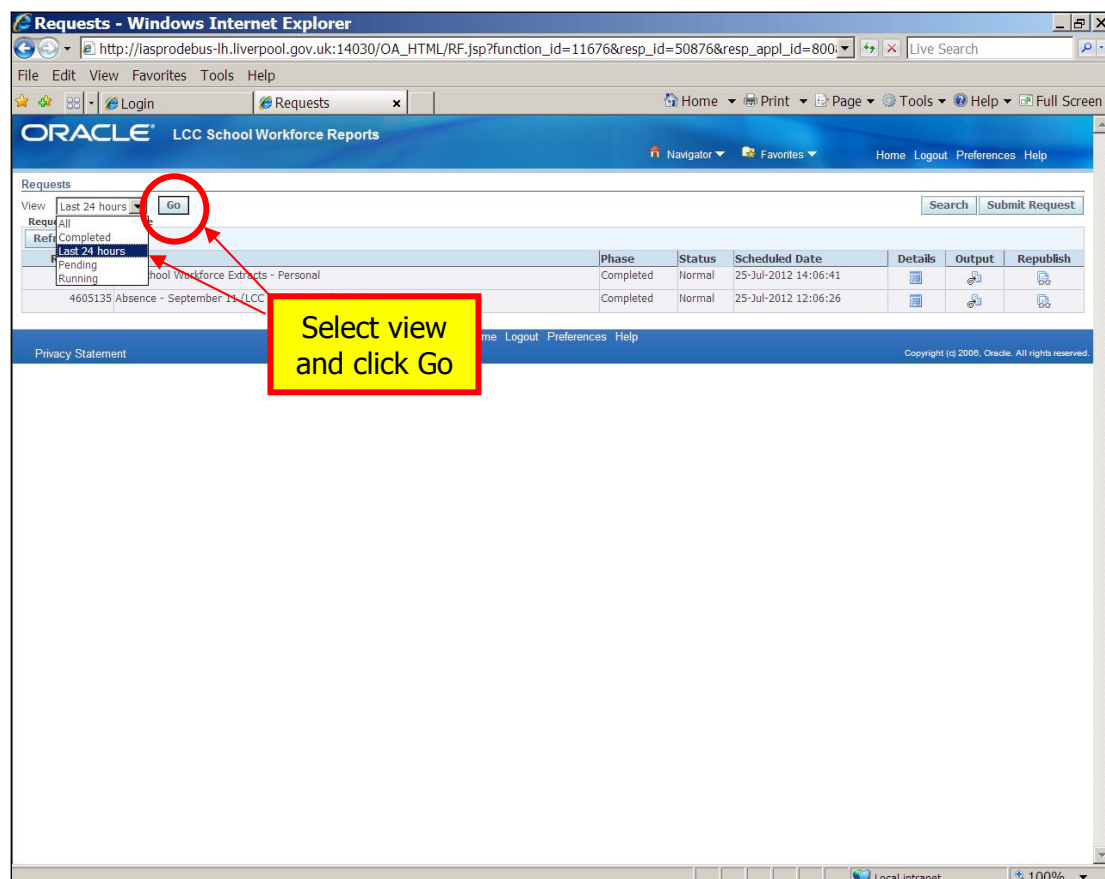 Requests - Windows Internet Explorer
http://iasprodebus-lh.liverpool.gov.uk:14030/OA_HTML/RF.jsp?function_id=11676&resp_id=50876&resp_appl_id=800 Live Search
File Edit View Favorites Tools Help
Login Requests Home Print Page Tools Help Full Screen
ORACLE LCC School Workforce Reports
Navigator Favorites Home Logout Preferences Help
Requests
View Last 24 hours Go Search Submit Request
All
Completed
Last 24 hours
Pending
Running
Phase Status Scheduled Date Details Output Republish
Workforce Extracts - Personal Completed Normal 25-Jul-2012 14:06:41
4605135 Absence - September 11 (LCC Completed Normal 25-Jul-2012 12:06:26
Select view
and click Go
Logout Preferences Help
Privacy Statement Copyright (c) 2006, Oracle. All rights reserved.
Local intranet 100%